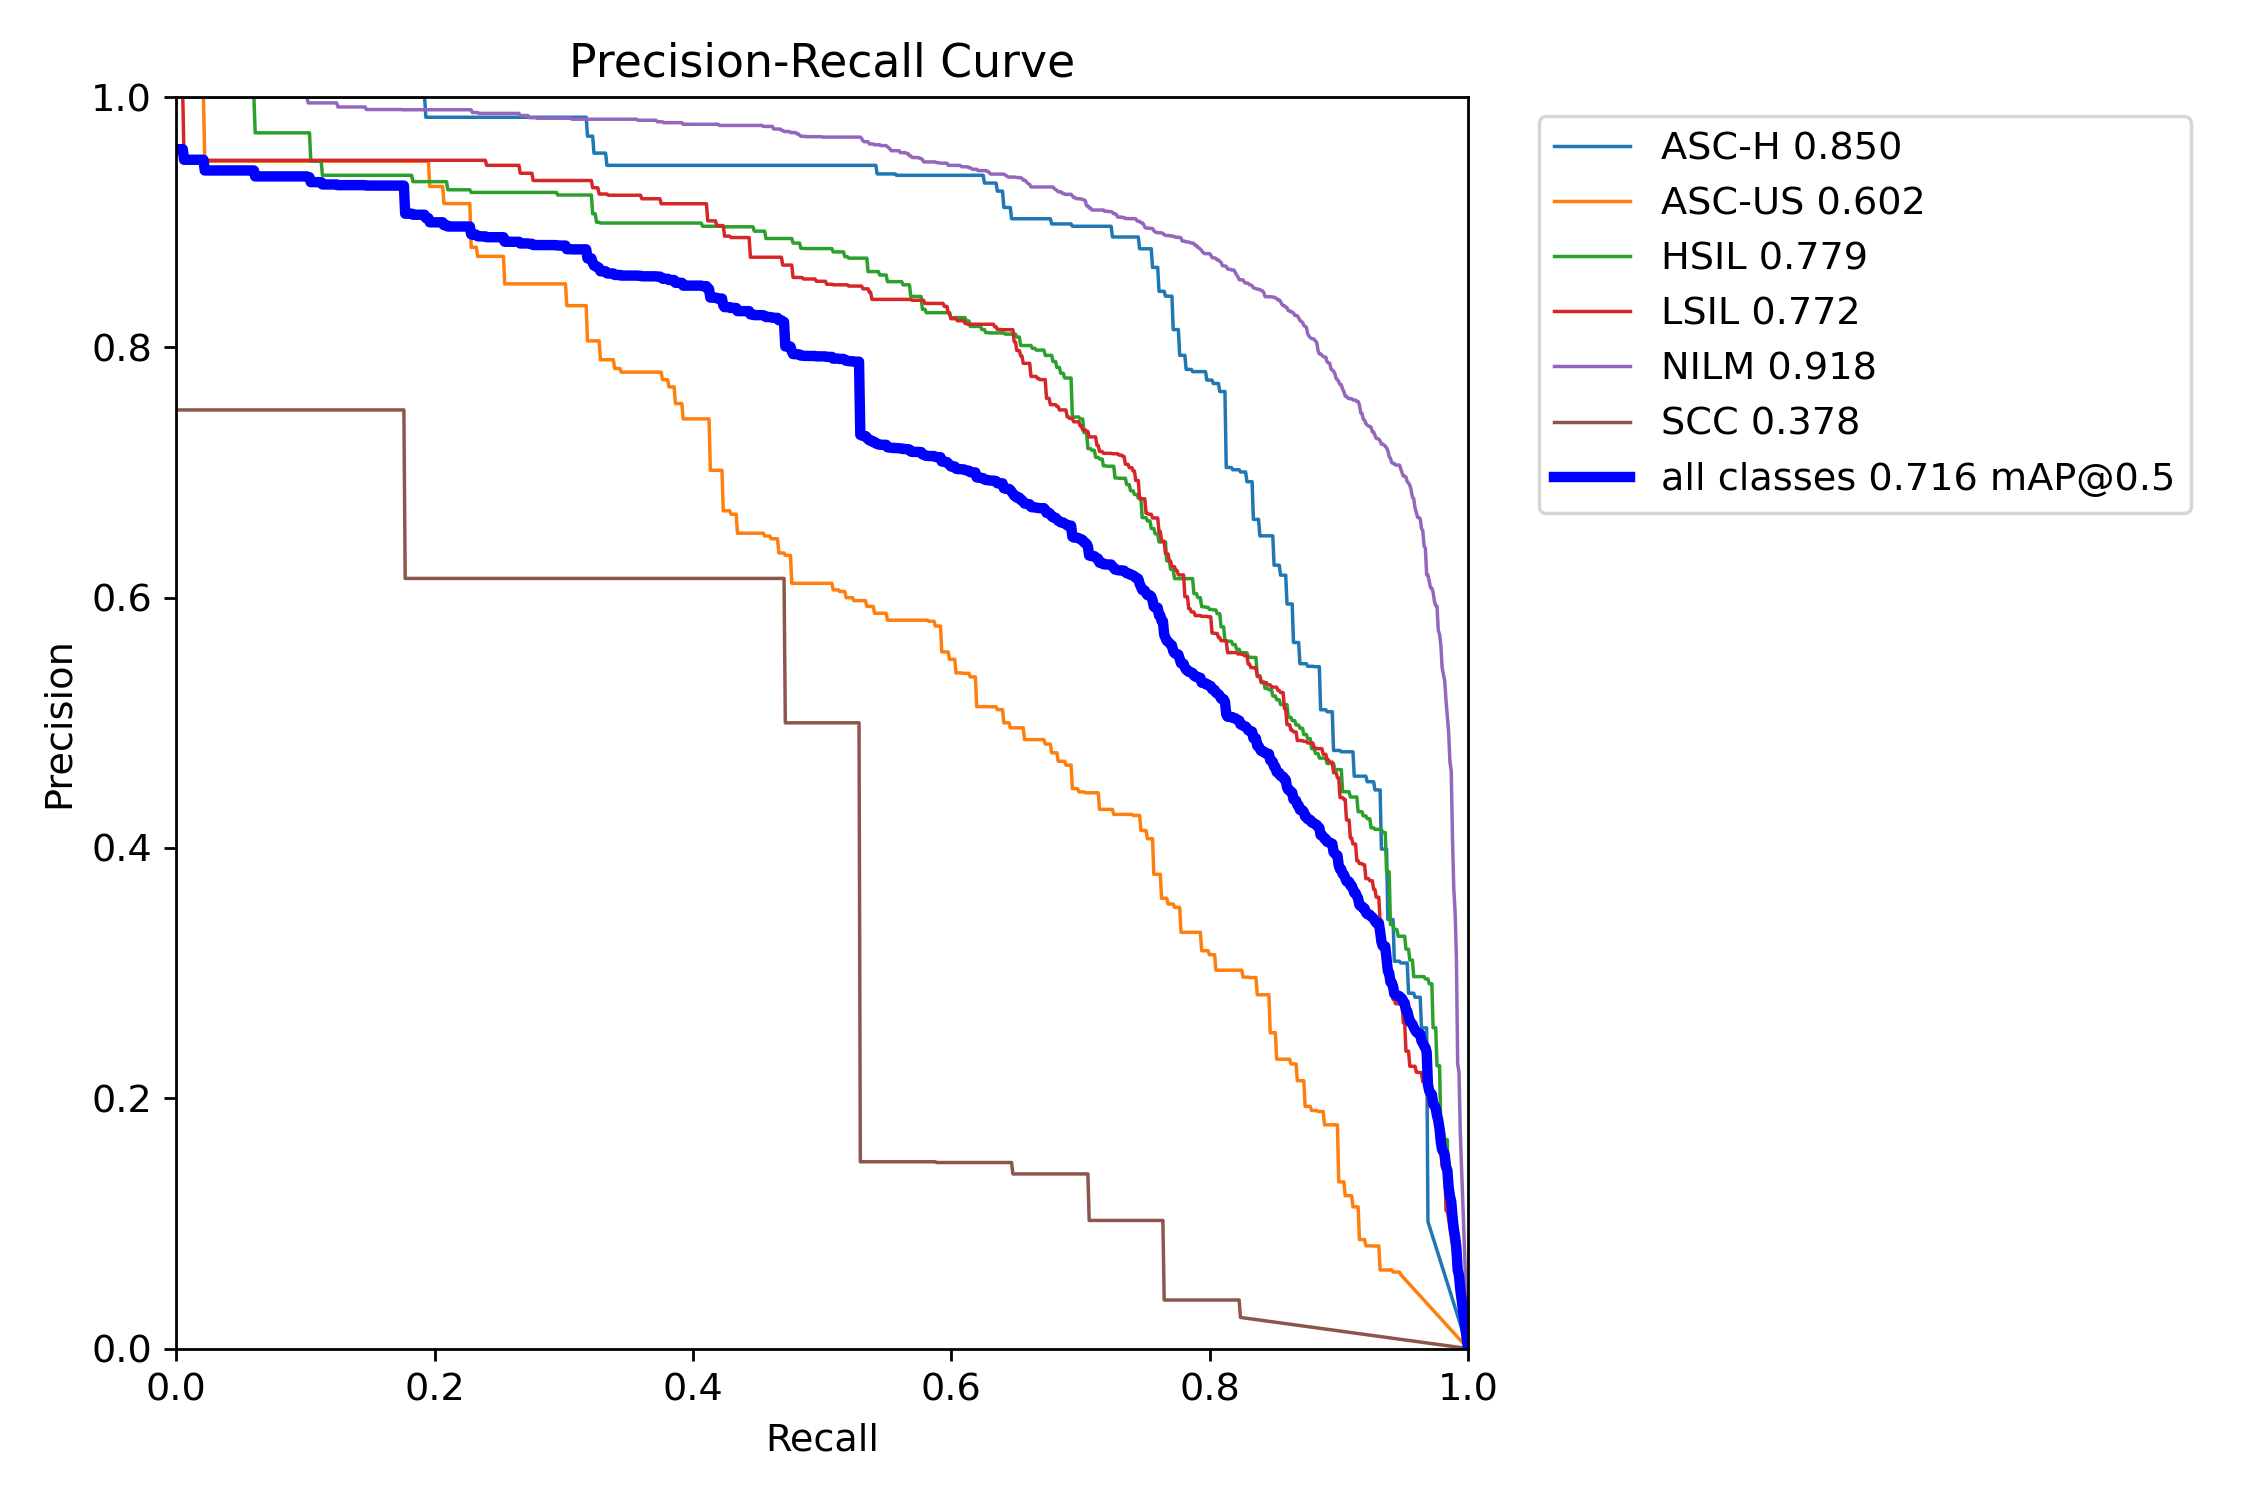 Precision-Recall Curve
1.0
0.8
0.6
0.4
0.2
0.0
Precision
0.0 0.2 0.4 0.6 0.8 1.0
Recall
ASC-H 0.850
ASC-US 0.602
HSIL 0.779
LSIL 0.772
NILM 0.918
SCC 0.378
all classes 0.716 mAP@0.5